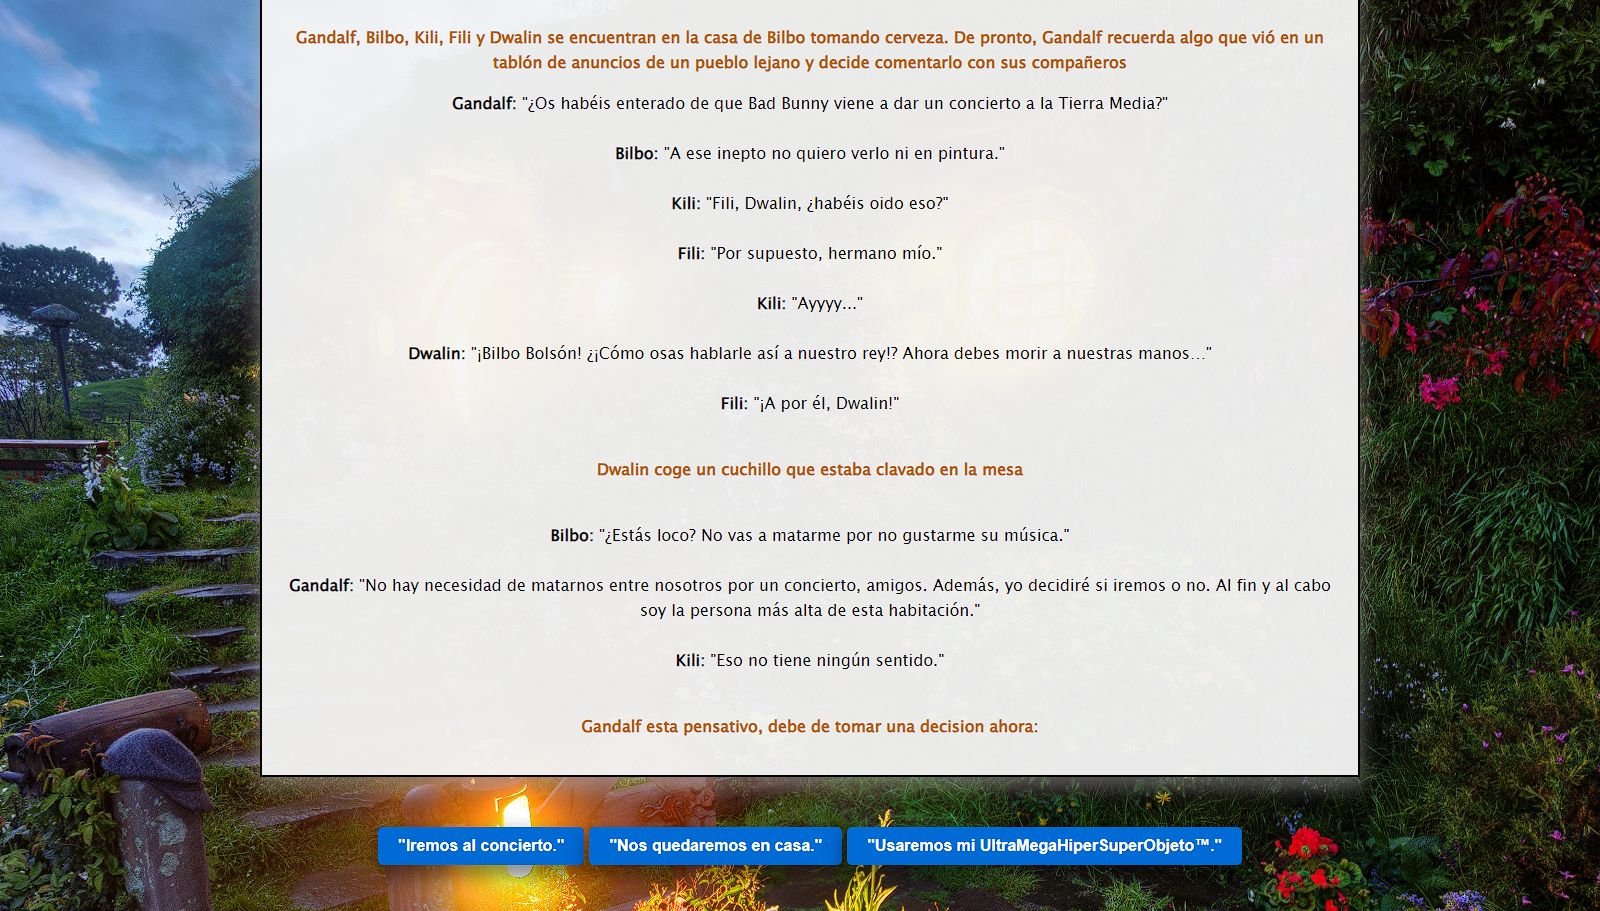 Gandalf, Bilbo, Kili, Fili y Dwalin se encuentran en la casa de Bilbo tomando cerveza. De pronto, Gandalf recuerda algo que vió en un
tablón de anuncios de un pueblo lejano y decide comentarlo con sus compañeros
Gandalf: "¿Os habéis enterado de que Bad Bunny viene a dar un concierto a la Tierra Media?"
Bilbo: "A ese inepto no quiero verlo ni en pintura."
Kili: "Fili, Dwalin, ¿habéis oido eso?"
Fili: "Por supuesto, hermano mío."
Kili: "Ayyyy..."
Dwalin: "¡Bilbo Bolsón! ¿¡Cómo osas hablarle así a nuestro rey!? Ahora debes morir a nuestras manos..."
Fili: "¡A por él, Dwalin!"
Dwalin coge un cuchillo que estaba clavado en la mesa
Bilbo: "¿Estás loco? No vas a matarme por no gustarme su música."
Gandalf: "No hay necesidad de matarnos entre nosotros por un concierto, amigos. Además, yo decidiré si iremos o no. Al fin y al cabo
soy la persona más alta de esta habitación."
Kili: "Eso no tiene ningún sentido."
Gandalf esta pensativo, debe de tomar una decision ahora:
"Iremos al concierto." "Nos quedaremos en casa." "Usaremos mi UltraMegaHiperSuperObjeto™."